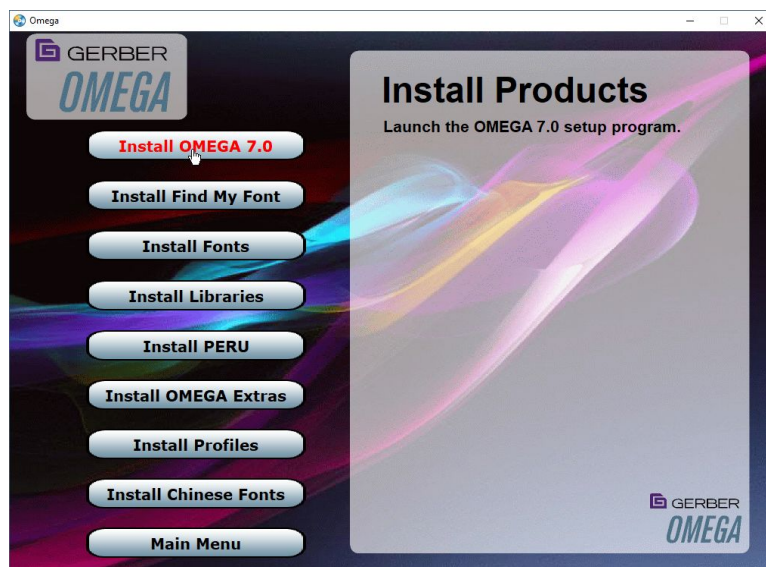 Omega
GERBER
OMEGA
Install OMEGA 7.0
Install Find My Font
Install Fonts
Install Libraries
Install PERU
Install OMEGA Extras
Install Profiles
Install Chinese Fonts
Main Menu
Install Products
Launch the OMEGA 7.0 setup program.
GERBER
OMEGA